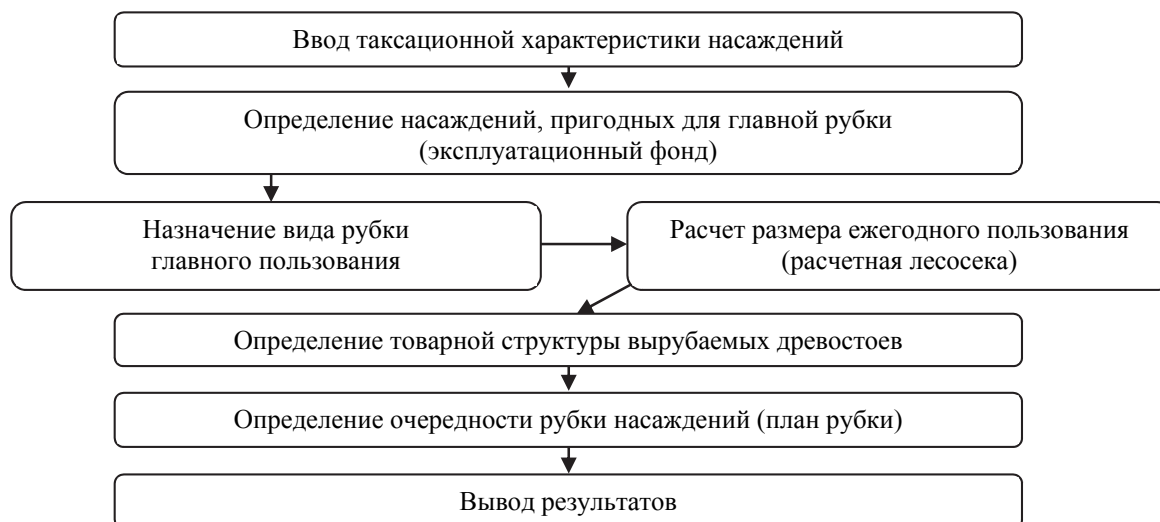 Ввод таксационной характеристики насаждений
Определение насаждений, пригодных для главной рубки
(эксплуатационный фонд)
Назначение вида рубки
главного пользования
Расчет размера ежегодного пользования
(расчетная лесосека)
Определение товарной структуры вырубаемых древостоев
Определение очередности рубки насаждений (план рубки)
Вывод результатов